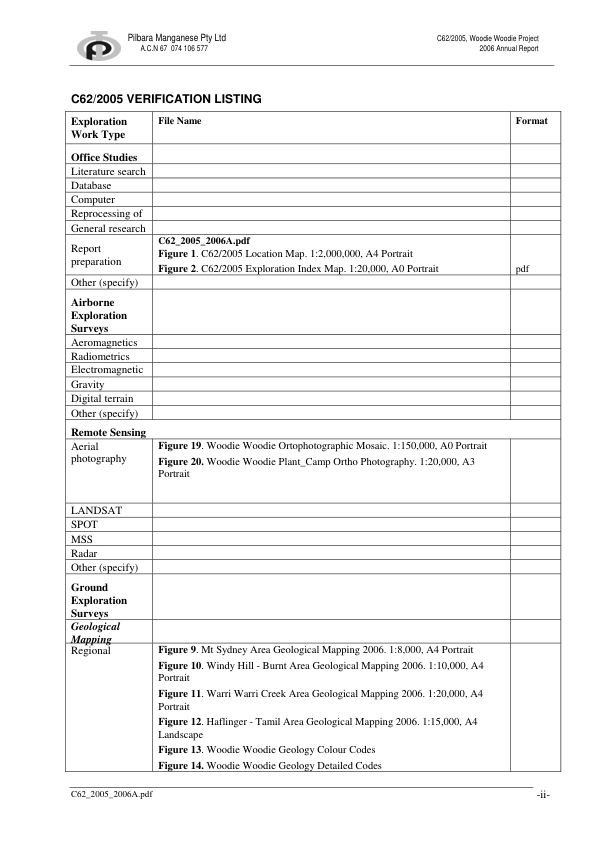 Pilbara Manganese Pty Ltd
A.C.N 67 074 106 577
C62/2005, Woodie Woodie Project
2006 Annual Report
C62/2005 VERIFICATION LISTING
Exploration Work Type
File Name
Format
Office Studies
Literature search
Database
Computer
Reprocessing of
General research
Report
preparation
C62_2005_2006A.pdf
Figure 1. C62/2005 Location Map. 1:2,000,000, A4 Portrait
Figure 2. C62/2005 Exploration Index Map. 1:20,000, A0 Portrait
pdf
Other (specify)
Airborne
Exploration
Surveys
Aeromagnetics
Radiometrics
Electromagnetic
Gravity
Digital terrain
Other (specify)
Remote Sensing
Aerial
photography
Figure 19. Woodie Woodie Ortophotographic Mosaic. 1:150,000, A0 Portrait
Figure 20. Woodie Woodie Plant_Camp Ortho Photography. 1:20,000, A3
Portrait
LANDSAT
SPOT
MSS
Radar
Other (specify)
Ground
Exploration
Surveys
Geological
Mapping
Regional
Figure 9. Mt Sydney Area Geological Mapping 2006. 1:8,000, A4 Portrait
Figure 10. Windy Hill - Burnt Area Geological Mapping 2006. 1:10,000, A4
Portrait
Figure 11. Warri Warri Creek Area Geological Mapping 2006. 1:20,000, A4
Portrait
Figure 12. Haflinger - Tamil Area Geological Mapping 2006. 1:15,000, A4
Landscape
Figure 13. Woodie Woodie Geology Colour Codes
Figure 14. Woodie Woodie Geology Detailed Codes
C62_2005_2006A.pdf
-ii-